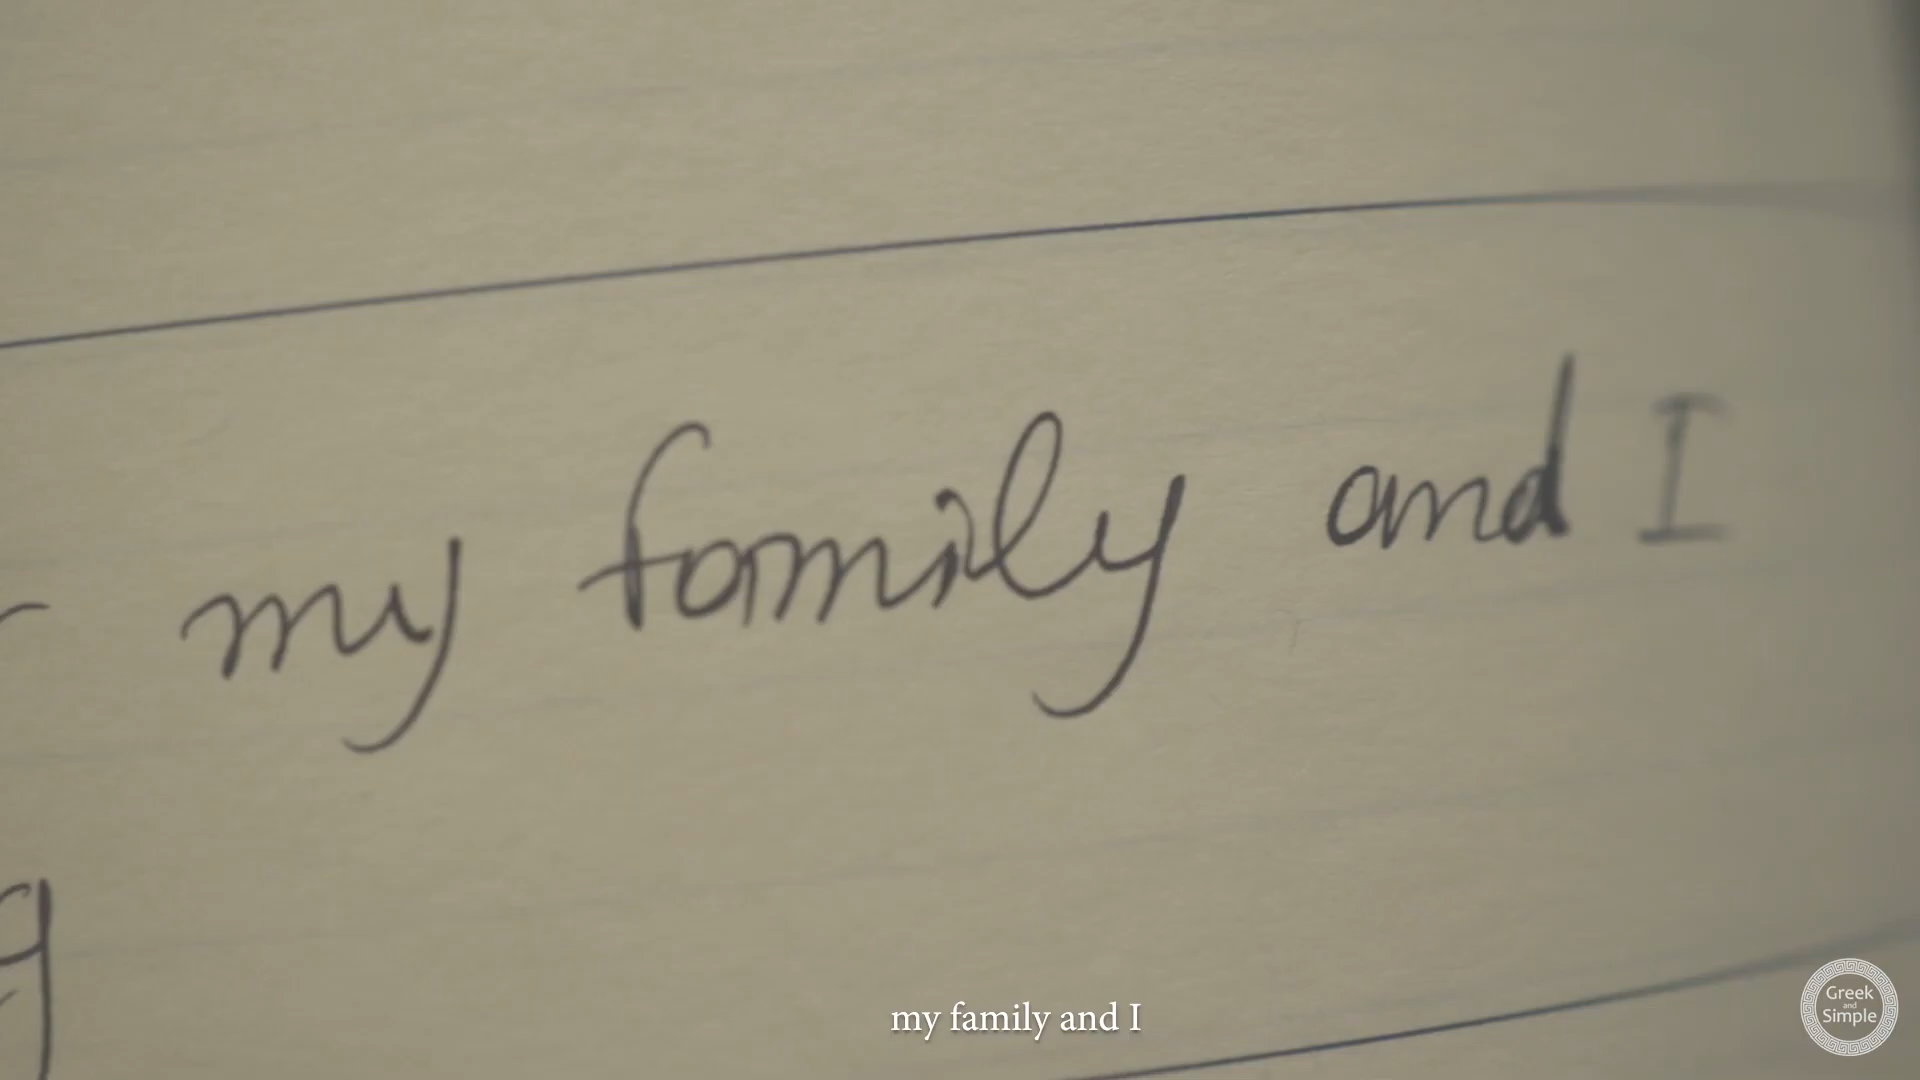 my family and I
my family and I
Greek
and
Simple